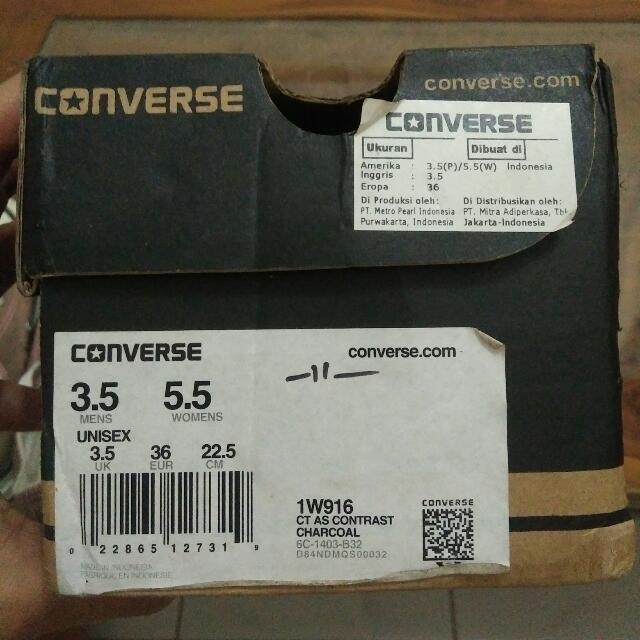 CONVERSE
converse.com
CONVERSE
Ukuran Dibuat di
Amerika : 3.5(P)/5.5(W) Indonesia
Inggris : 3.5
Eropa : 36
Di Produksi oleh: Di Distribusikan oleh:
PT. Metro Pearl Indonesia PT. Mitra Adiperkasa, Tbk
Purwakarta, Indonesia Jakarta-Indonesia
CONVERSE converse.com
3.5 5.5
MENS WOMENS
UNISEX
3.5 36 22.5
UK EUR CM
0 22865 12731 9
MADE IN INDONESIA
FABRIQUE EN INDONESIE
1W916
CT AS CONTRAST
CHARCOAL
6C-1403-B32
D84NDMQS00032
CONVERSE